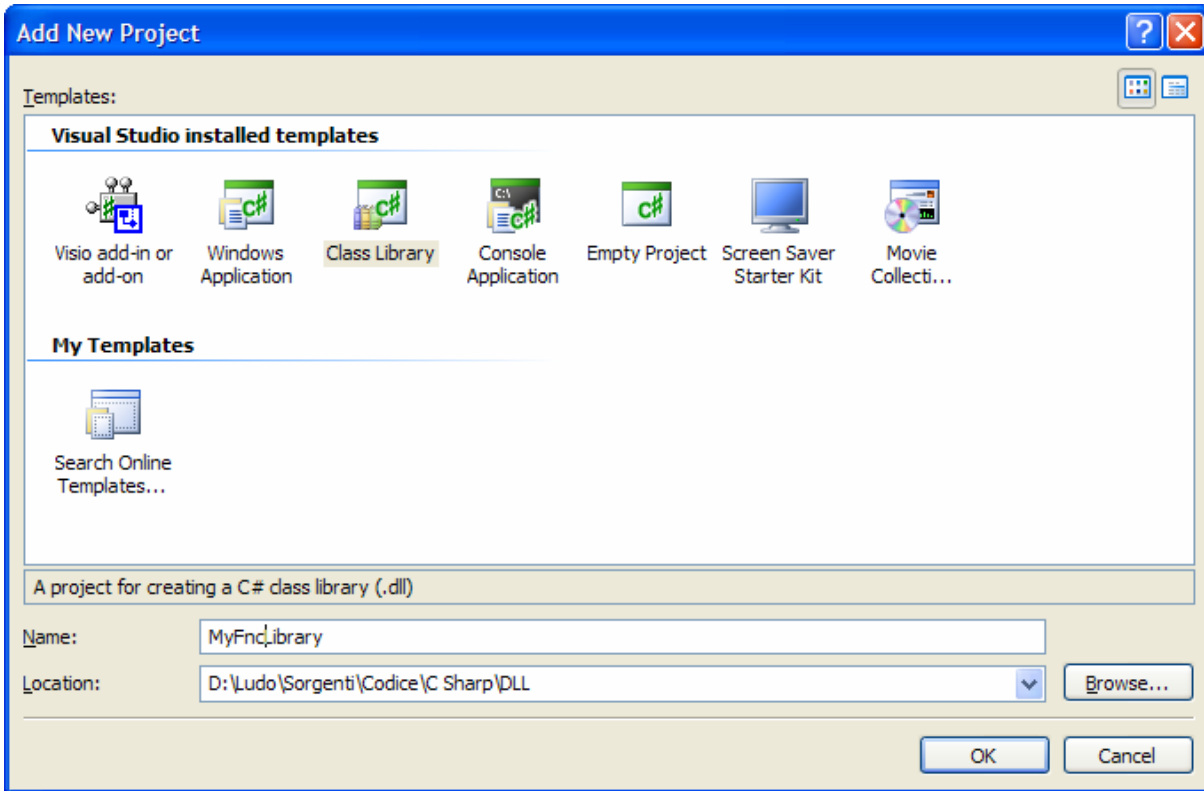 Add New Project
Templates:
Visual Studio installed templates
Visio add-in or
add-on
Windows
Application
Class Library
Console
Application
Empty Project
Screen Saver
Starter Kit
Movie
Collecti...
My Templates
Search Online
Templates...
A project for creating a C# class library (.dll)
Name:
MyFncLibrary
Location:
D:\Ludo\Sorgenti\Codice\C Sharp\DLL
Browse...
OK
Cancel